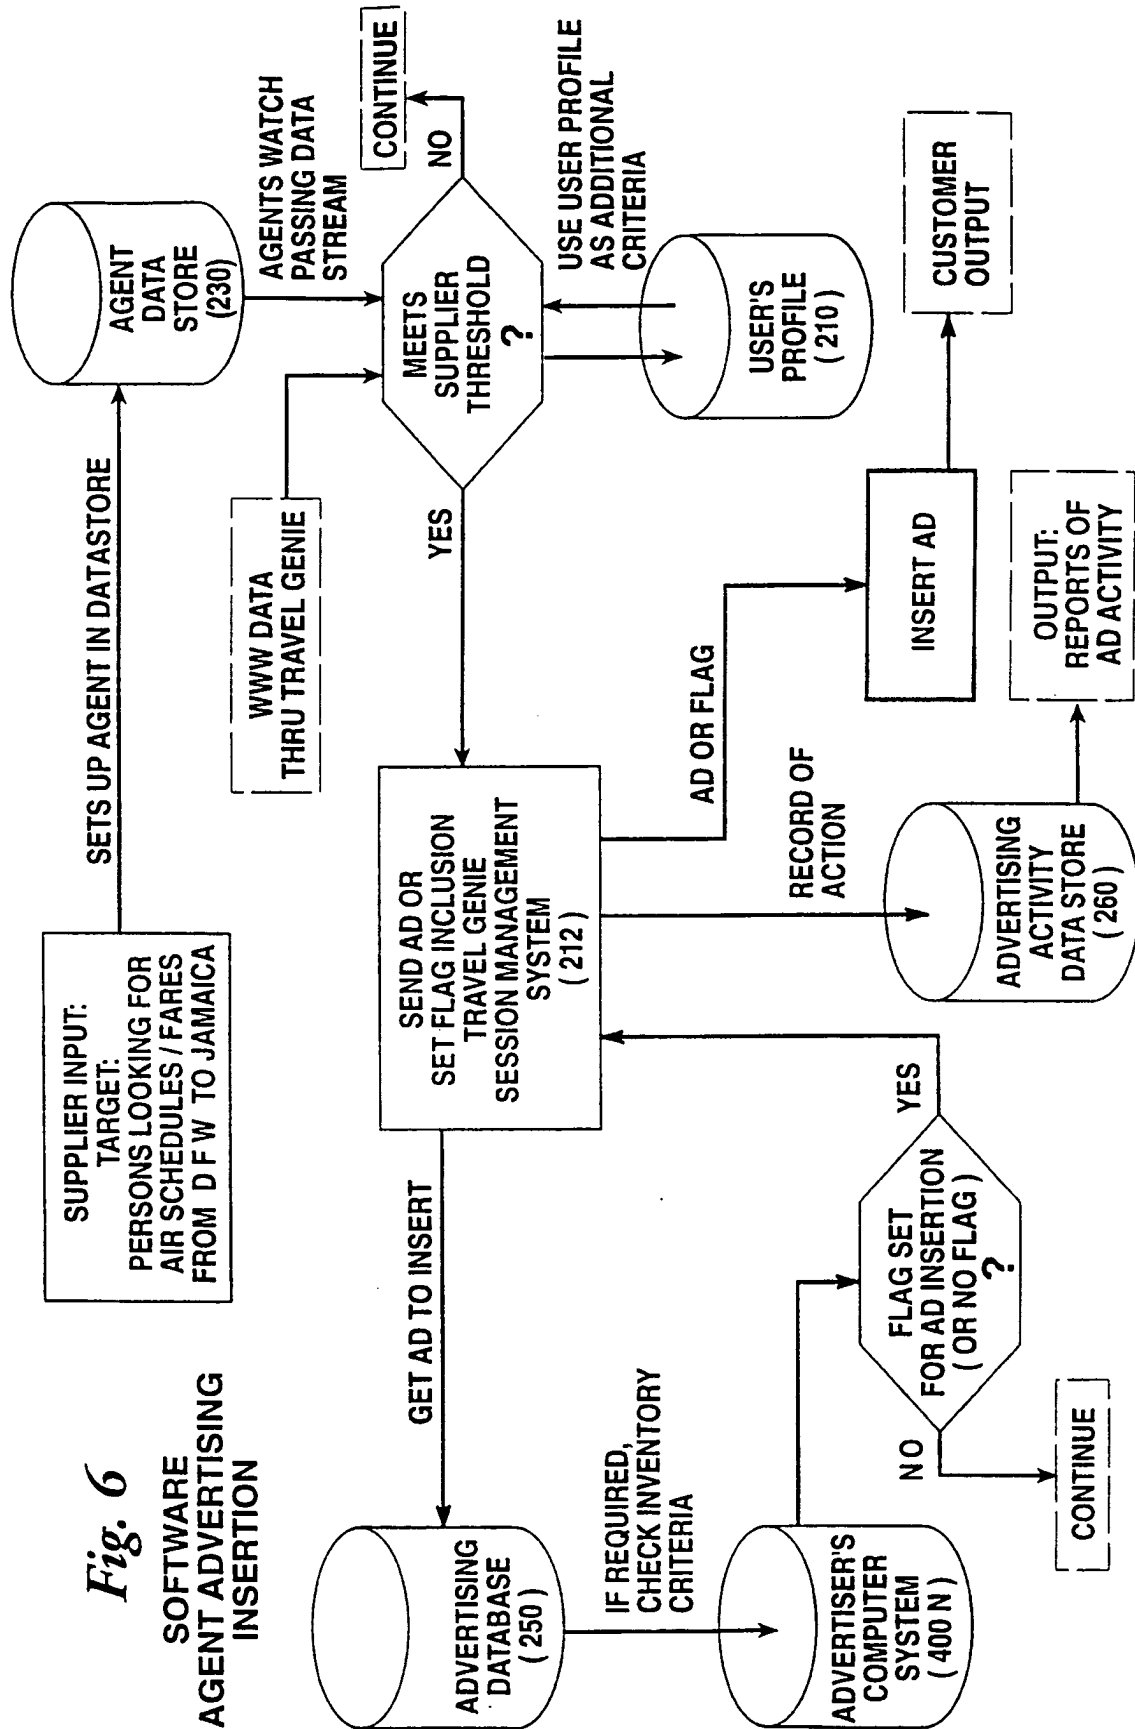 Fig. 6
SOFTWARE
AGENT ADVERTISING
INSERTION
SUPPLIER INPUT:
TARGET:
PERSONS LOOKING FOR
AIR SCHEDULES / FARES
FROM D F W TO JAMAICA
SETS UP AGENT IN DATASTORE
AGENT
DATA
STORE
(230)
WWW DATA
THRU TRAVEL GENIE
AGENTS WATCH
PASSING DATA
STREAM
MEETS
SUPPLIER
THRESHOLD
?
NO
CONTINUE
YES
USE USER PROFILE
AS ADDITIONAL
CRITERIA
USER'S
PROFILE
( 210 )
SEND AD OR
SET FLAG INCLUSION
TRAVEL GENIE
SESSION MANAGEMENT
SYSTEM
( 212 )
GET AD TO INSERT
ADVERTISING
DATABASE
( 250 )
IF REQUIRED,
CHECK INVENTORY
CRITERIA
ADVERTISER'S
COMPUTER
SYSTEM
( 400 N )
FLAG SET
FOR AD INSERTION
( OR NO FLAG )
?
NO
CONTINUE
YES
RECORD OF
ACTION
ADVERTISING
ACTIVITY
DATA STORE
( 260 )
OUTPUT:
REPORTS OF
AD ACTIVITY
AD OR FLAG
INSERT AD
CUSTOMER
OUTPUT